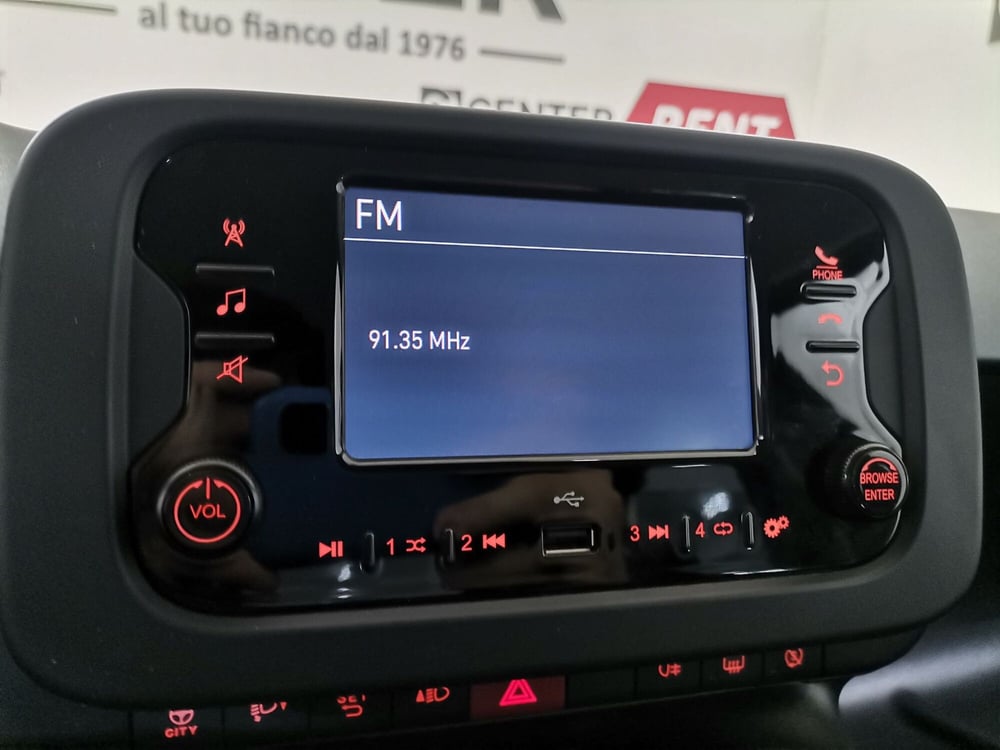 al tuo fianco dal 1976
CENTER RENT
FM
91.35 MHz
PHONE
VOL
BROWSE
ENTER
1
2
3
4
SET
CITY